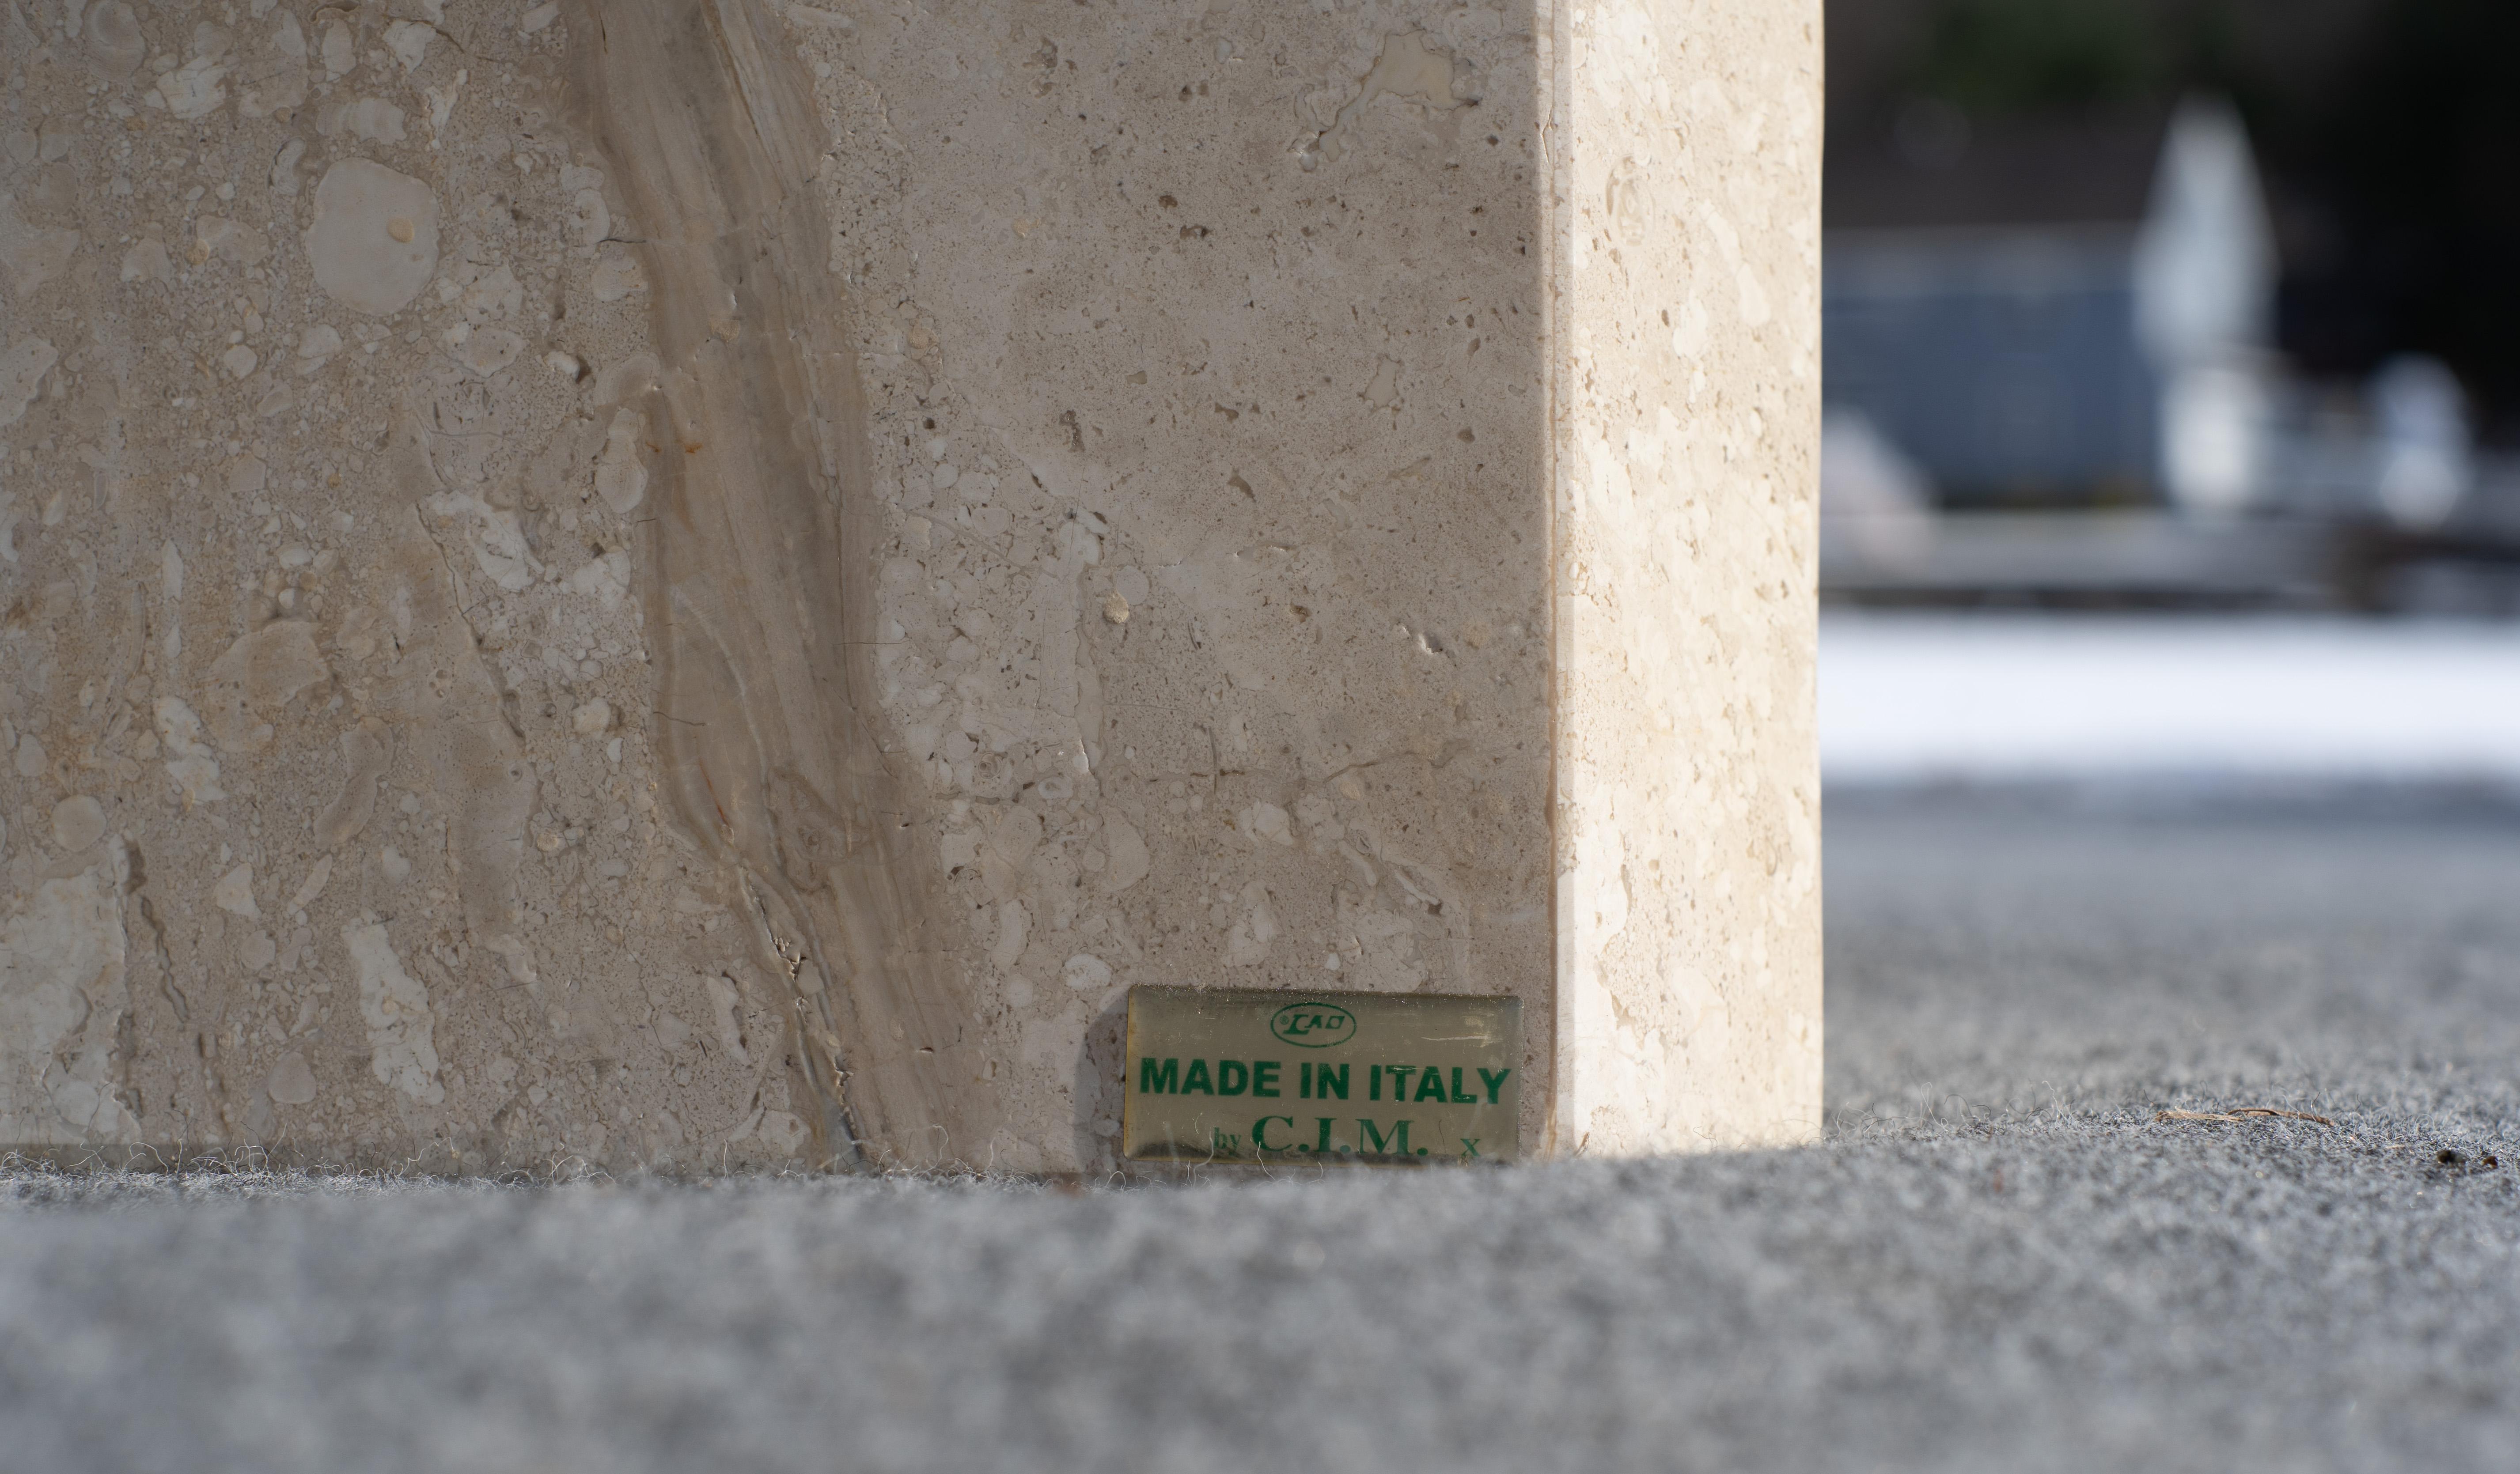 MADE IN ITALY
by C.I.M. x